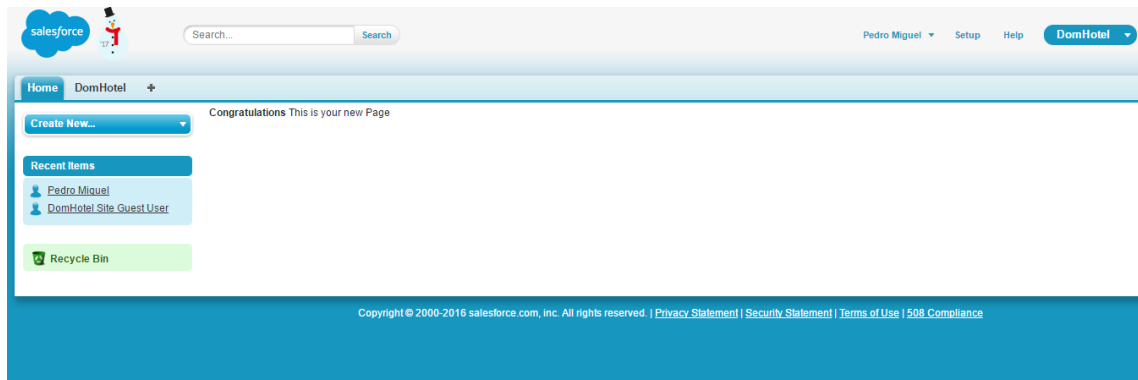 salesforce
'17
Search...
Search
Pedro Miguel
Setup
Help
DomHotel
Home
DomHotel
Create New...
Congratulations This is your new Page
Recent Items
Pedro Miguel
DomHotel Site Guest User
Recycle Bin
Copyright © 2000-2016 salesforce.com, inc. All rights reserved. | Privacy Statement | Security Statement | Terms of Use | 508 Compliance